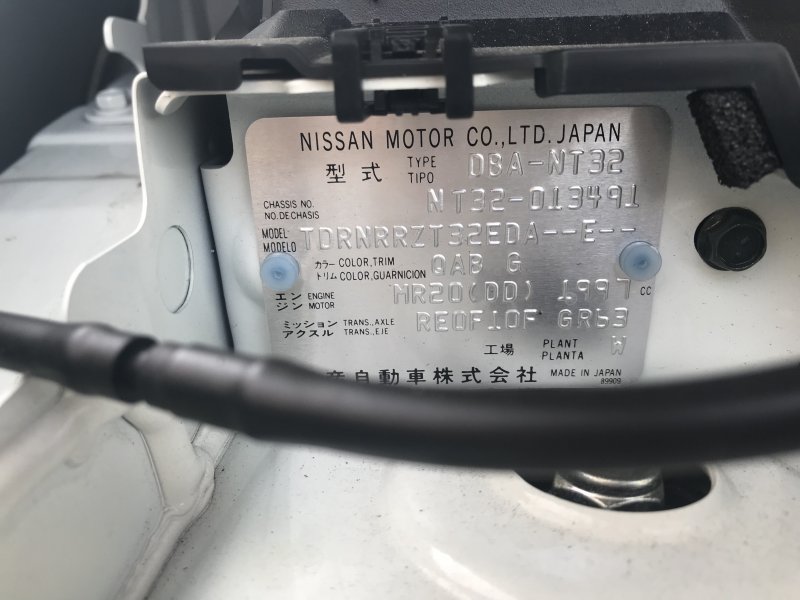 NISSAN MOTOR CO.,LTD.JAPAN
型式 TYPE TIPO DBA-NT32
CHASSIS NO. NO.DECHASIS NT32-013491
MODEL MODELO TDRNRRZT32EDA--E--
カラー COLOR,TRIM トリム COLOR,GUARNICION QAB G
エンジン ENGINE MOTOR MR20(DD) 1997 CC
ミッション TRANS.,AXLE アクスル TRANS.,EJE RE0F10F GR63
工場 PLANT PLANTA W
産自動車株式会社 MADE IN JAPAN
89909